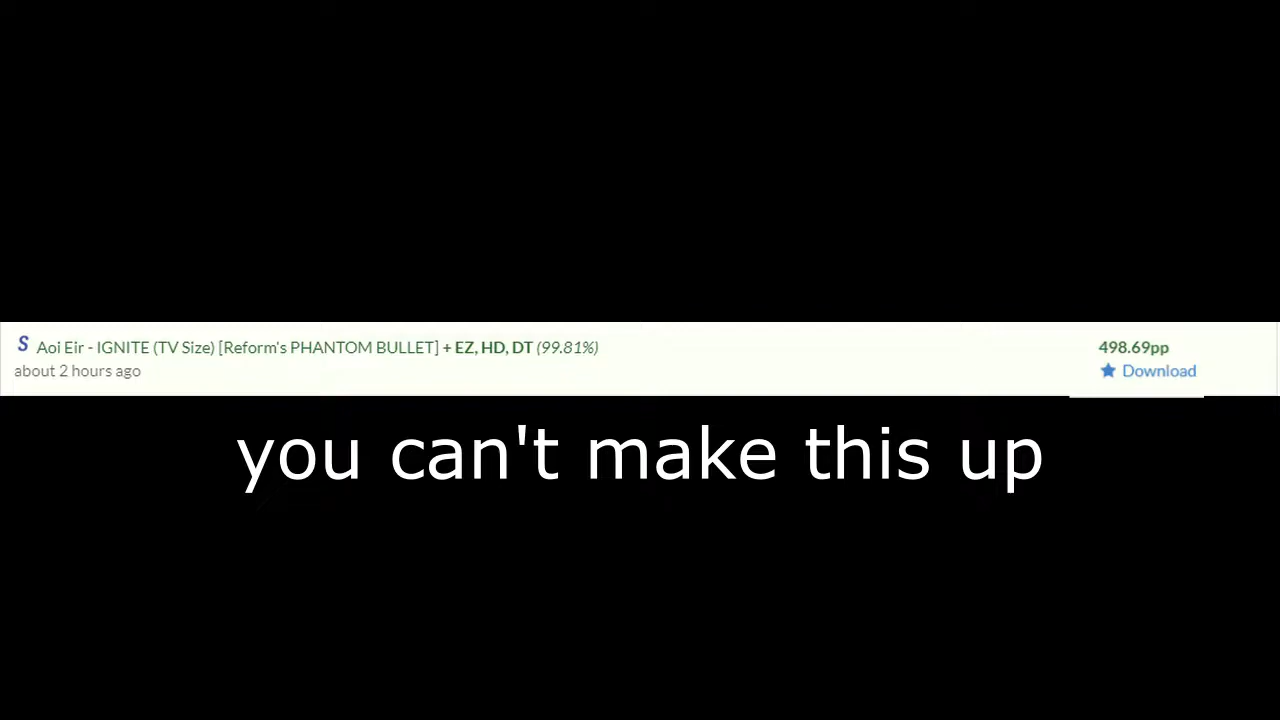 S Aoi Eir - IGNITE (TV Size) [Reform's PHANTOM BULLET] + EZ, HD, DT (99.81%) 498.69pp
about 2 hours ago Download
you can't make this up